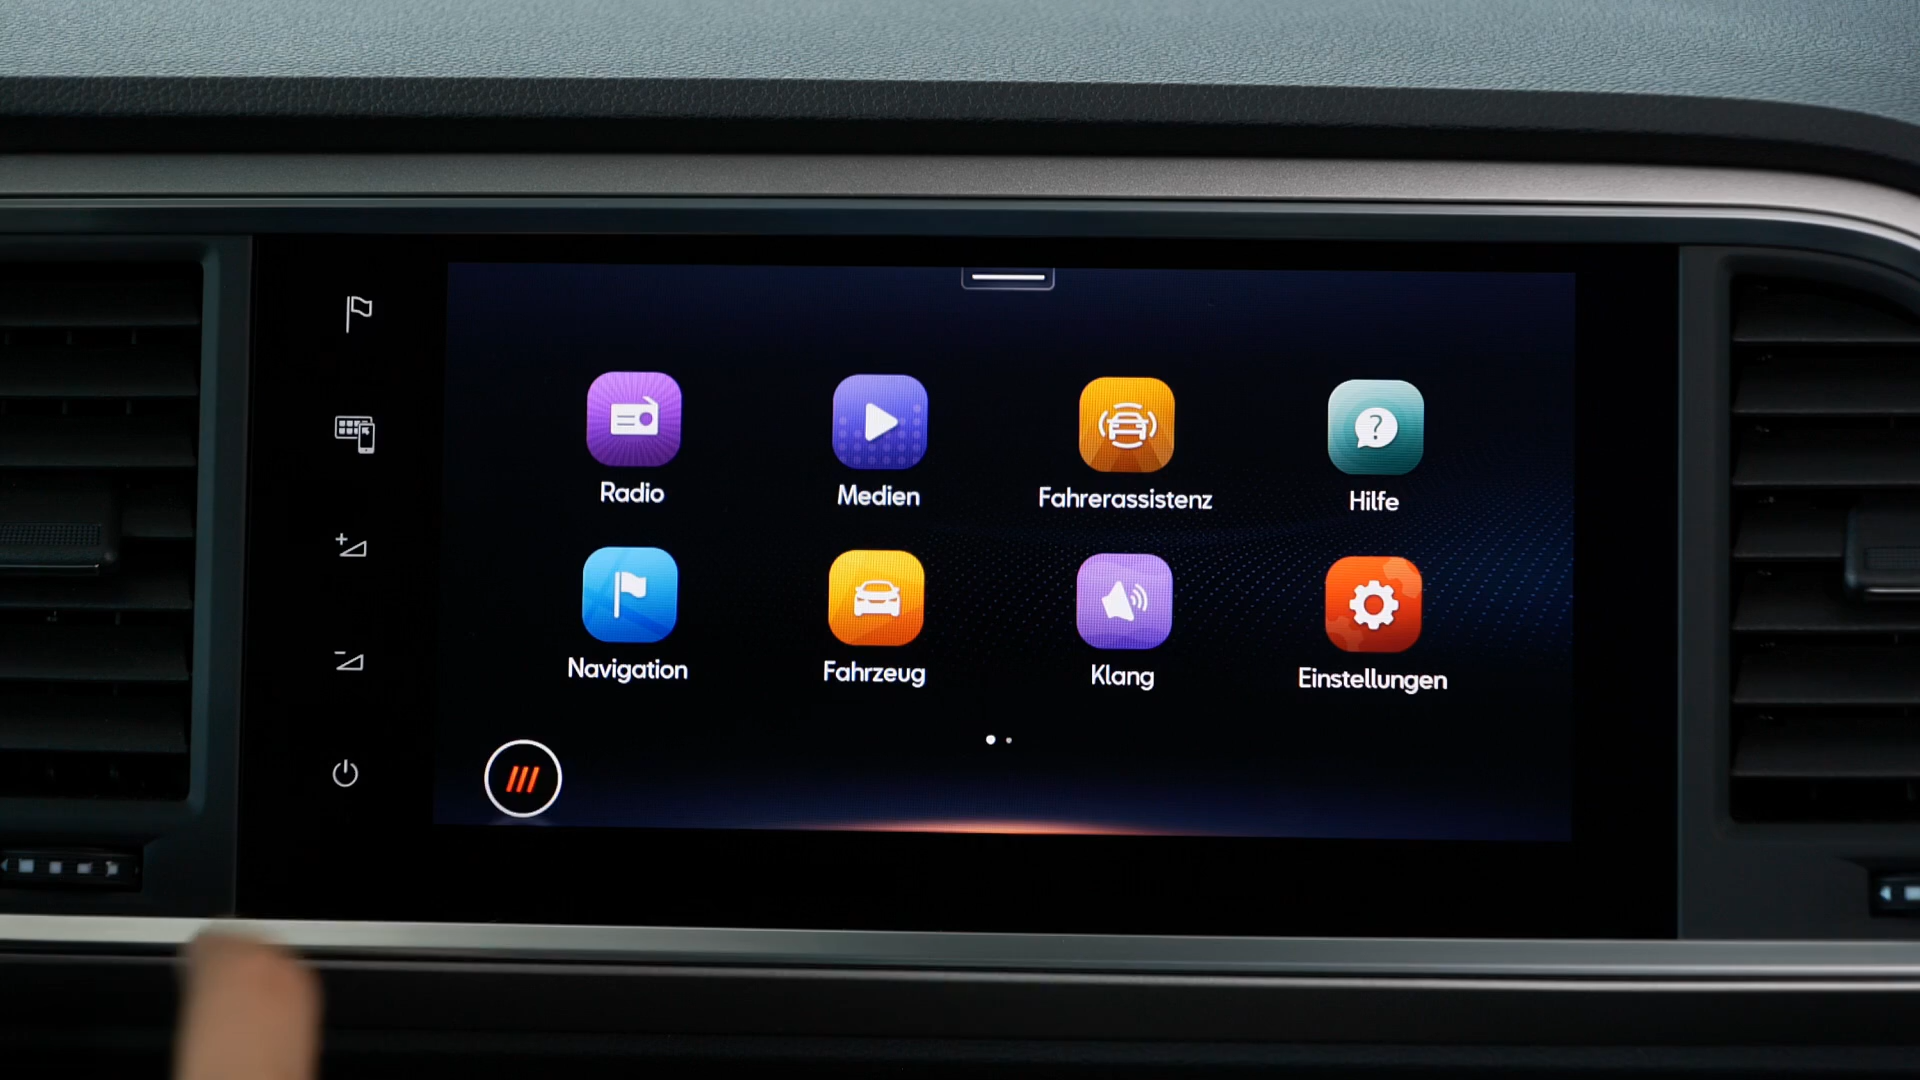 Radio
Medien
Fahrerassistenz
Hilfe
Navigation
Fahrzeug
Klang
Einstellungen